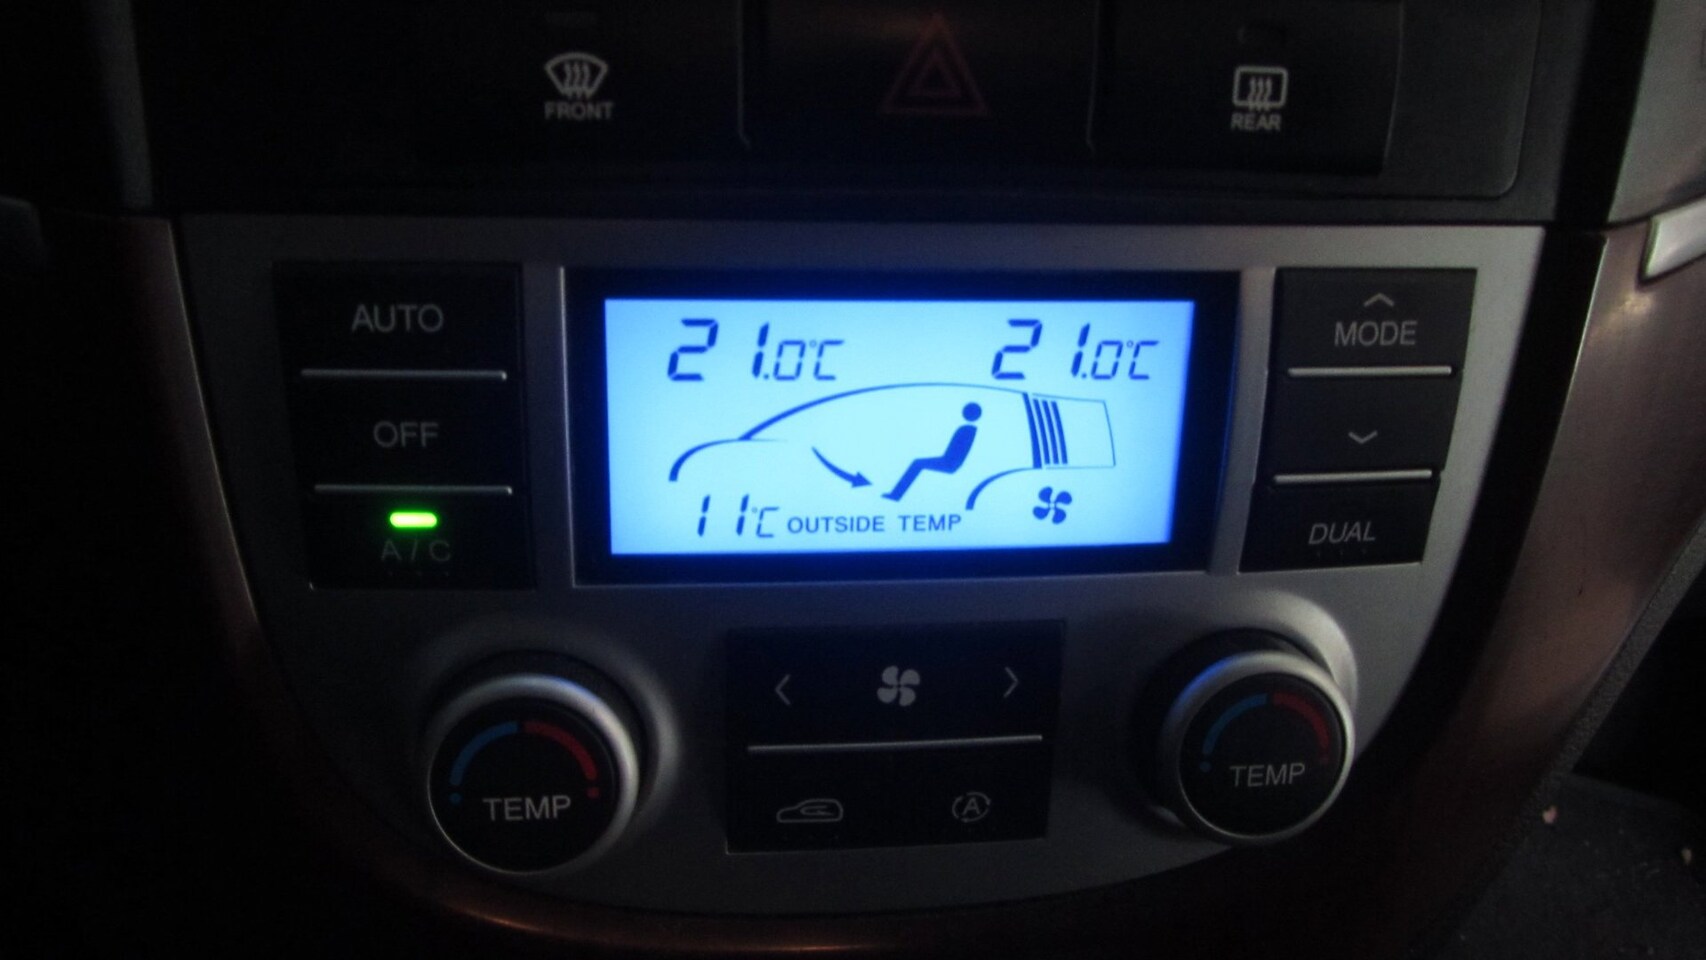 FRONT
REAR
AUTO
OFF
A/C
21.0°C 21.0°C
11°C OUTSIDE TEMP
MODE
DUAL
TEMP
A
TEMP